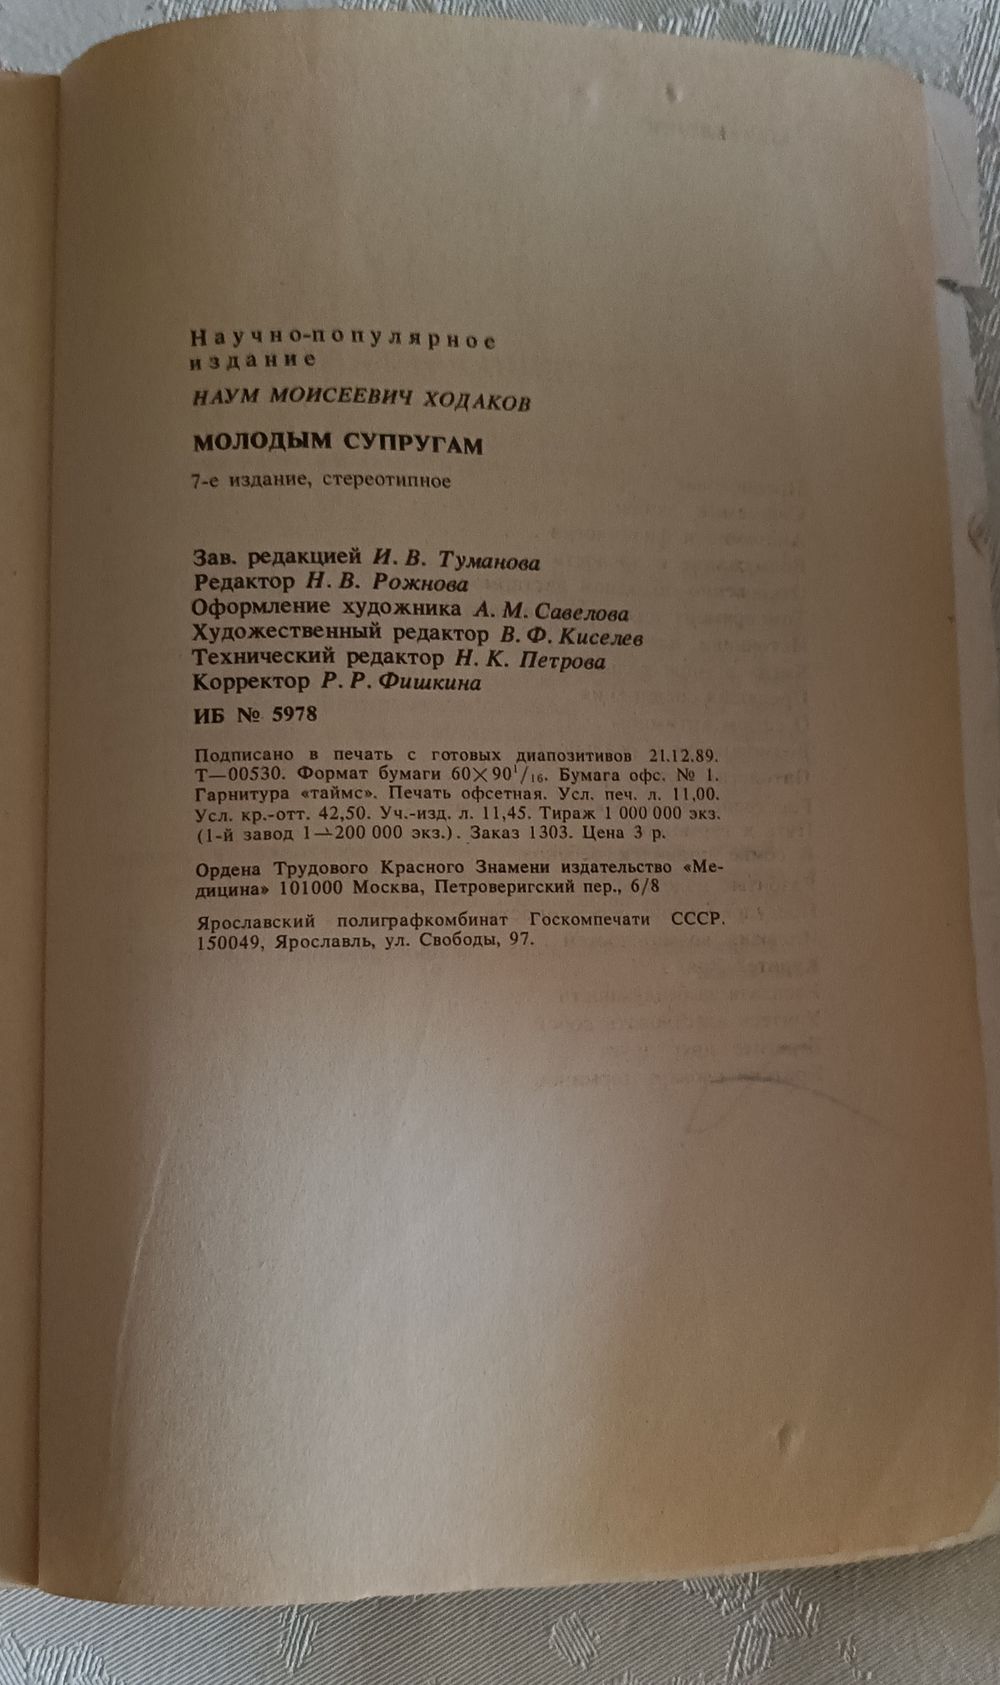 Научно-популярное
издание
НАУМ МОИСЕЕВИЧ ХОДАКОВ
МОЛОДЫМ СУПРУГАМ
7-е издание, стереотипное
Зав. редакцией И. В. Туманова
Редактор Н. В. Рожнова
Оформление художника А. М. Савелова
Художественный редактор В. Ф. Киселев
Технический редактор Н. К. Петрова
Корректор Р. Р. Фишкина
ИБ № 5978
Подписано в печать с готовых диапозитивов 21.12.89.
Т—00530. Формат бумаги 60×90¹/₁₆. Бумага офс. № 1.
Гарнитура «таймс». Печать офсетная. Усл. печ. л. 11,00.
Усл. кр.-отт. 42,50. Уч.-изд. л. 11,45. Тираж 1 000 000 экз.
(1-й завод 1—200 000 экз.). Заказ 1303. Цена 3 р.
Ордена Трудового Красного Знамени издательство «Ме-
дицина» 101000 Москва, Петроверигский пер., 6/8
Ярославский полиграфкомбинат Госкомпечати СССР.
150049, Ярославль, ул. Свободы, 97.